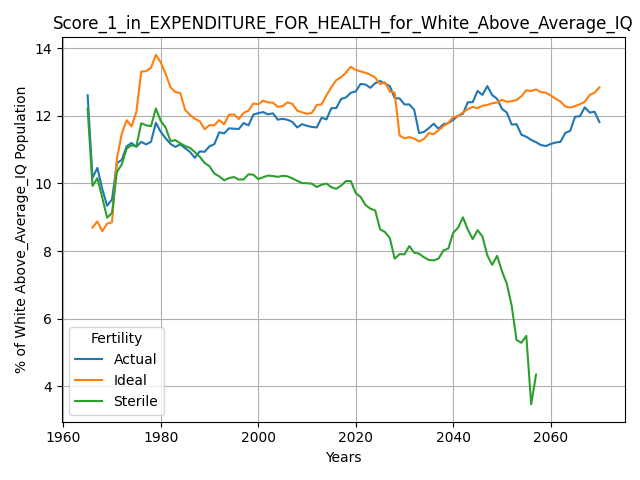 Score_1_in_EXPENDITURE_FOR_HEALTH_for_White_Above_Average_IQ
% of White Above_Average_IQ Population
14
12
10
8
6
4
Fertility
Actual
Ideal
Sterile
1960 1980 2000 2020 2040 2060
Years